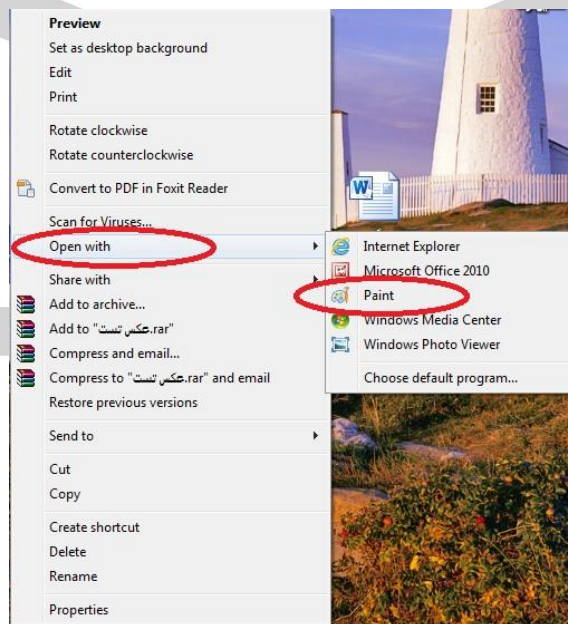 Preview
Set as desktop background
Edit
Print
Rotate clockwise
Rotate counterclockwise
Convert to PDF in Foxit Reader
Scan for Viruses...
Open with
Share with
Add to archive...
Add to "عکس تست.rar"
Compress and email...
Compress to "عکس تست.rar" and email
Restore previous versions
Send to
Cut
Copy
Create shortcut
Delete
Rename
Properties
Internet Explorer
Microsoft Office 2010
Paint
Windows Media Center
Windows Photo Viewer
Choose default program...
W